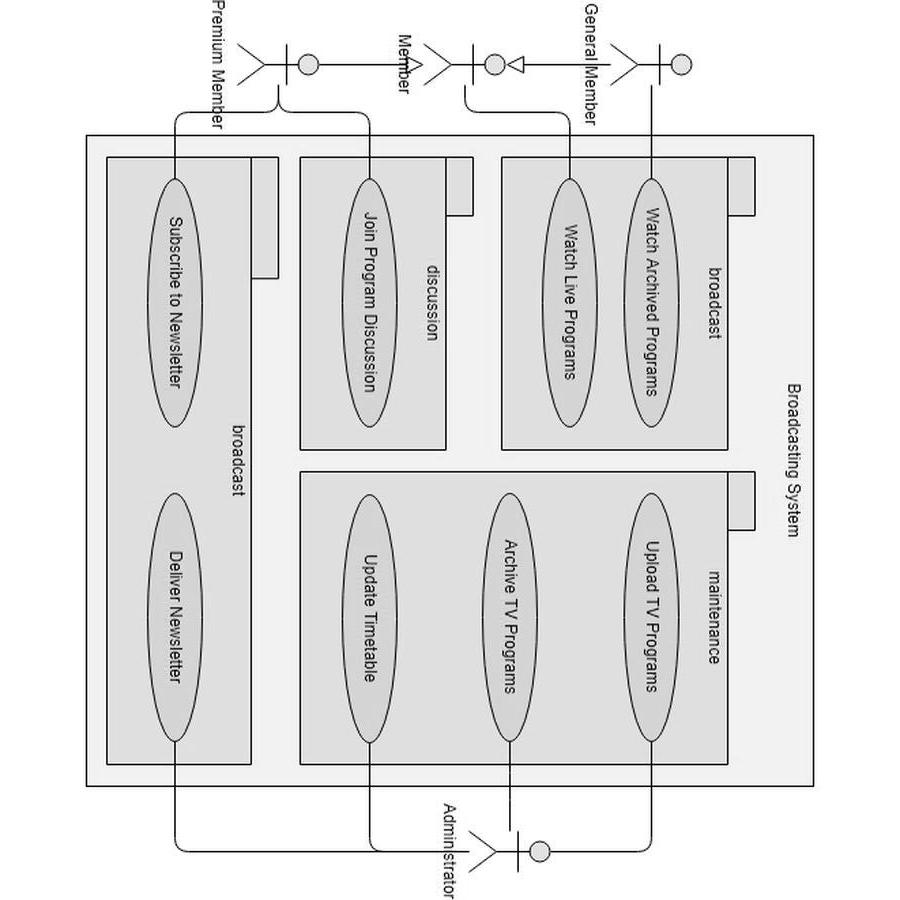 Broadcasting System
General Member
broadcast
Watch Archived Programs
Watch Live Programs
maintenance
Upload TV Programs
Archive TV Programs
Member
discussion
Join Program Discussion
Update Timetable
Administrator
Premium Member
broadcast
Subscribe to Newsletter
Deliver Newsletter